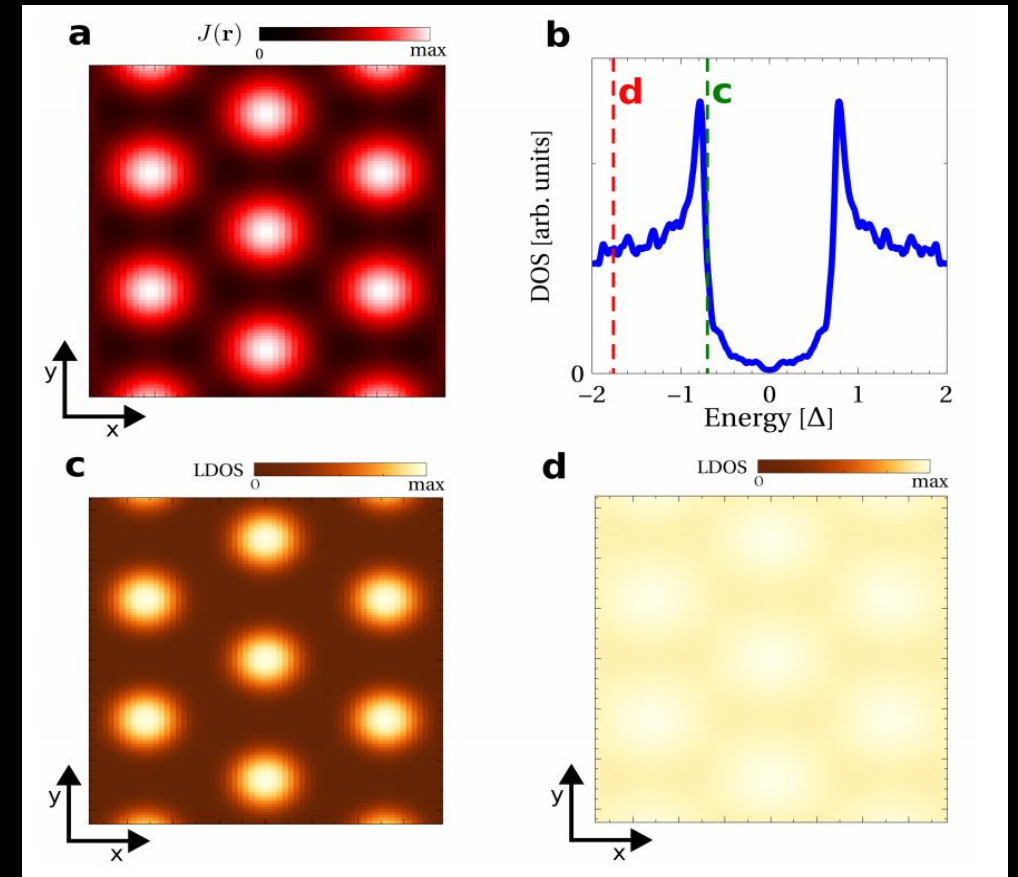 a
J(r)
0
max
y
x
b
d
c
DOS [arb. units]
0
−2
−1
0
1
2
Energy [Δ]
c
LDOS
0
max
y
x
d
LDOS
0
max
y
x